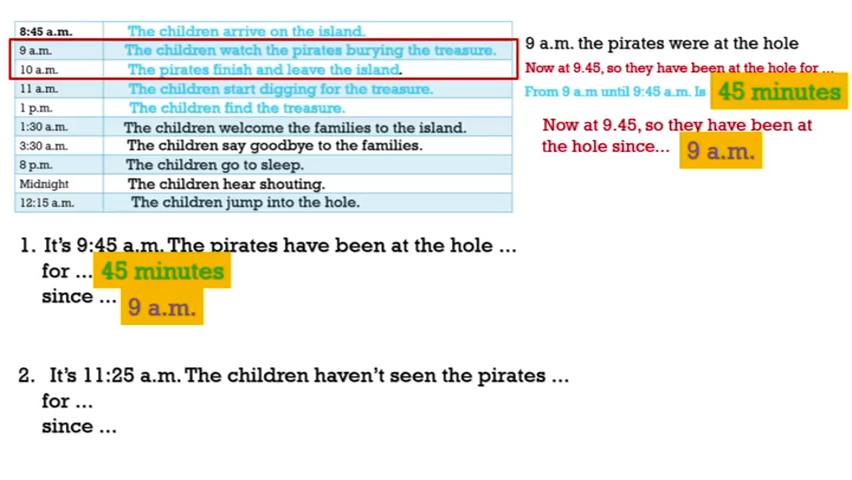 8:45 a.m. The children arrive on the island.
9 a.m. The children watch the pirates burying the treasure.
10 a.m. The pirates finish and leave the island.
11 a.m. The children start digging for the treasure.
1 p.m. The children find the treasure.
1:30 a.m. The children welcome the families to the island.
3:30 a.m. The children say goodbye to the families.
8 p.m. The children go to sleep.
Midnight The children hear shouting.
12:15 a.m. The children jump into the hole.
9 a.m. the pirates were at the hole
Now at 9.45, so they have been at the hole for ...
From 9 a.m until 9:45 a.m. Is 45 minutes
Now at 9.45, so they have been at
the hole since... 9 a.m.
1. It's 9:45 a.m. The pirates have been at the hole ...
for ... 45 minutes
since ... 9 a.m.
2. It's 11:25 a.m. The children haven't seen the pirates ...
for ...
since ...